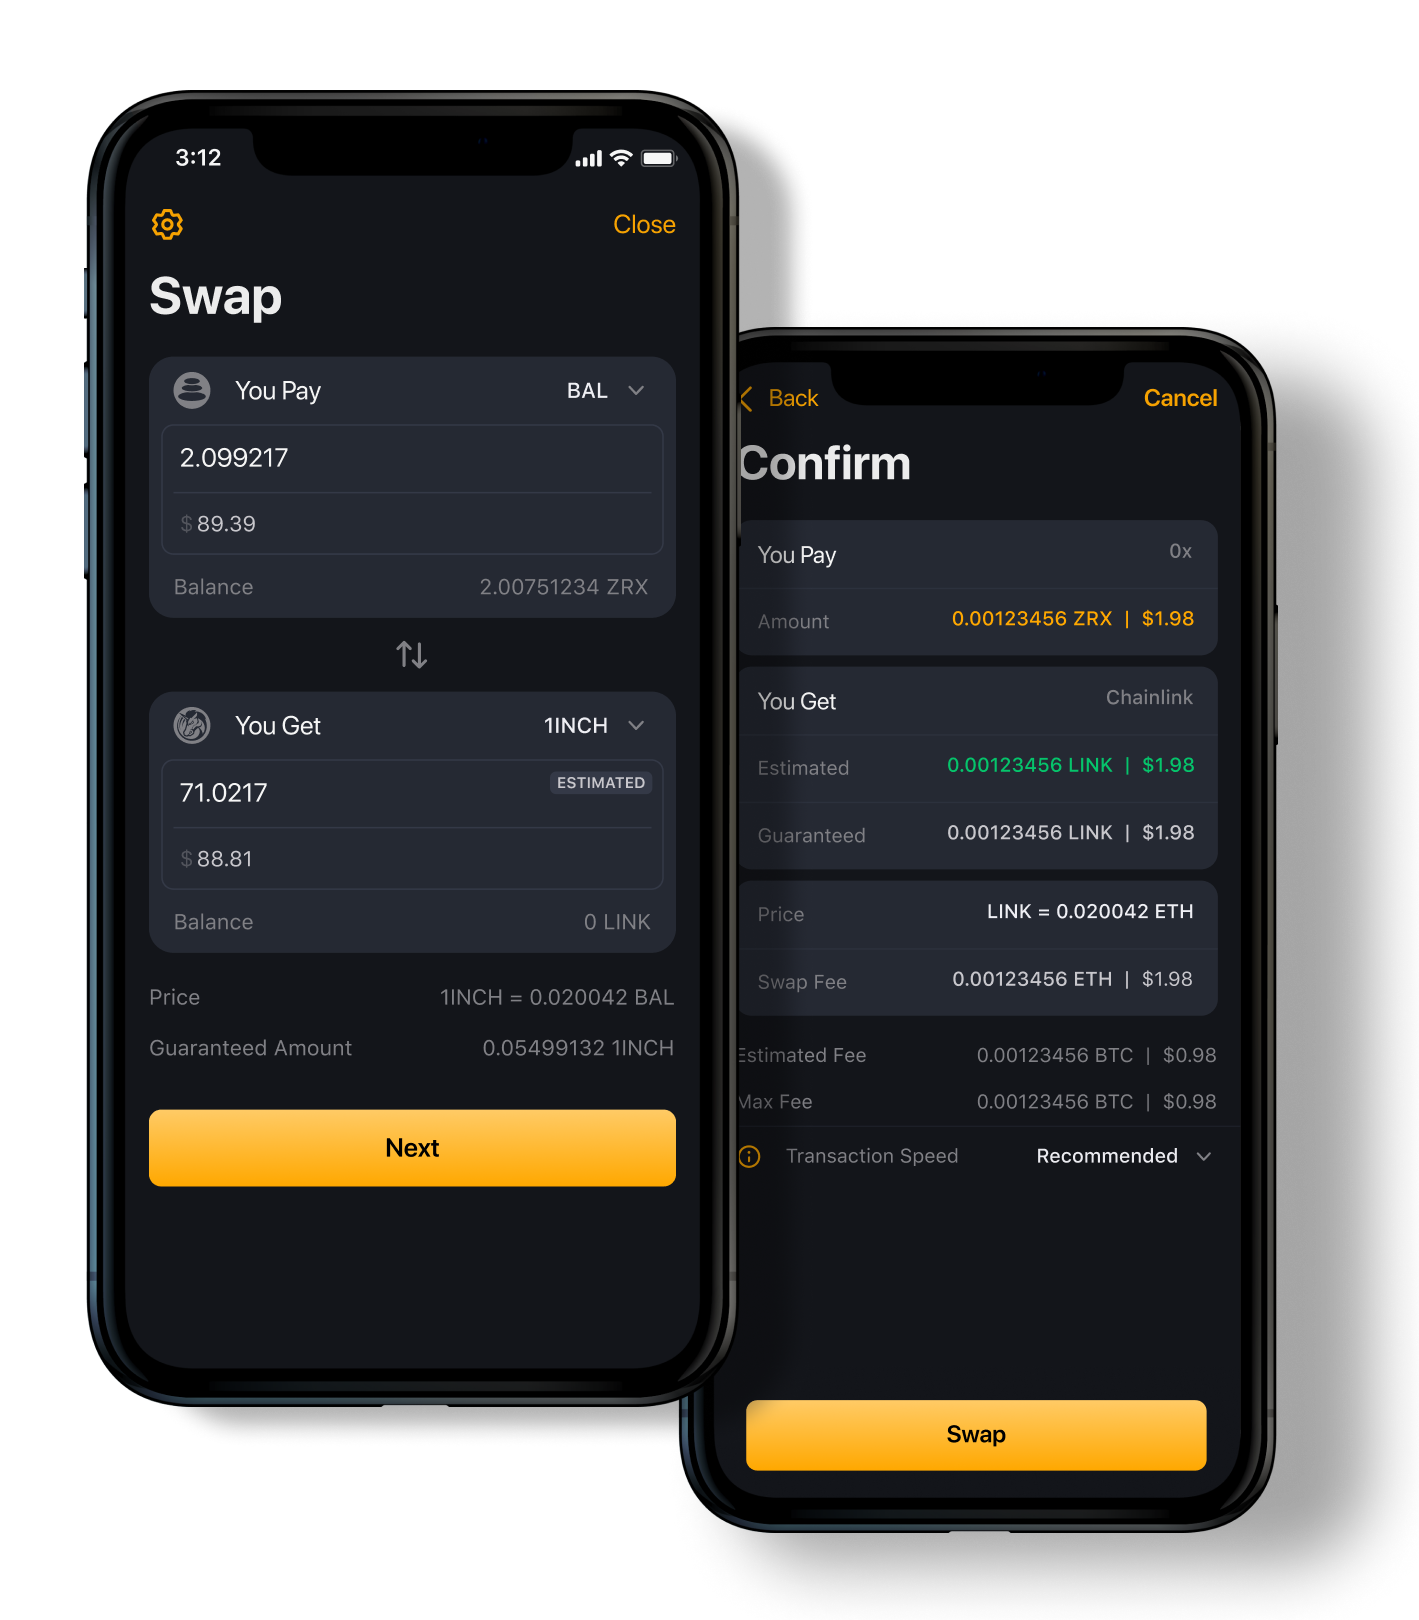 3:12
Close
Swap
You Pay BAL
2.099217
$ 89.39
Balance 2.00751234 ZRX
You Get 1INCH
71.0217 ESTIMATED
$ 88.81
Balance 0 LINK
Price 1INCH = 0.020042 BAL
Guaranteed Amount 0.05499132 1INCH
Next
Back Cancel
Confirm
You Pay 0x
Amount 0.00123456 ZRX | $1.98
You Get Chainlink
Estimated 0.00123456 LINK | $1.98
Guaranteed 0.00123456 LINK | $1.98
Price LINK = 0.020042 ETH
Swap Fee 0.00123456 ETH | $1.98
Estimated Fee 0.00123456 BTC | $0.98
Max Fee 0.00123456 BTC | $0.98
Transaction Speed Recommended
Swap